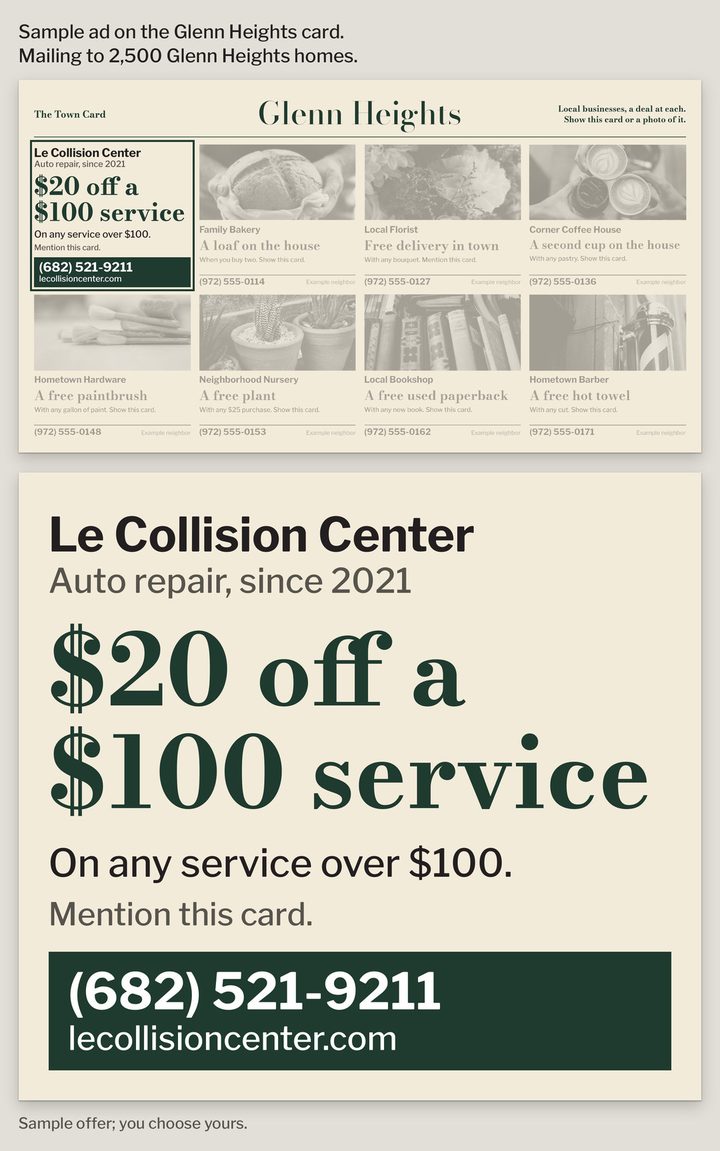 Sample ad on the Glenn Heights card.
Mailing to 2,500 Glenn Heights homes.
The Town Card
Glenn Heights
Local businesses, a deal at each.
Show this card or a photo of it.
Le Collision Center
Auto repair, since 2021
$20 off a
$100 service
On any service over $100.
Mention this card.
(682) 521-9211
lecollisioncenter.com
Family Bakery
A loaf on the house
When you buy two. Show this card.
(972) 555-0114
Example neighbor
Local Florist
Free delivery in town
With any bouquet. Mention this card.
(972) 555-0127
Example neighbor
Corner Coffee House
A second cup on the house
With any pastry. Show this card.
(972) 555-0136
Example neighbor
Hometown Hardware
A free paintbrush
With any gallon of paint. Show this card.
(972) 555-0148
Example neighbor
Neighborhood Nursery
A free plant
With any $25 purchase. Show this card.
(972) 555-0153
Example neighbor
Local Bookshop
A free used paperback
With any new book. Show this card.
(972) 555-0162
Example neighbor
Hometown Barber
A free hot towel
With any cut. Show this card.
(972) 555-0171
Example neighbor
Le Collision Center
Auto repair, since 2021
$20 off a
$100 service
On any service over $100.
Mention this card.
(682) 521-9211
lecollisioncenter.com
Sample offer; you choose yours.